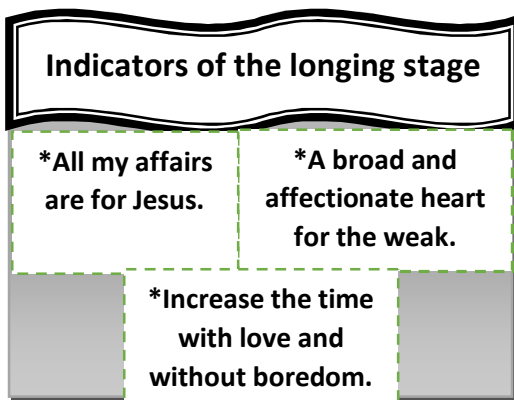 Indicators of the longing stage
*All my affairs
are for Jesus.
*A broad and
affectionate heart
for the weak.
*Increase the time
with love and
without boredom.